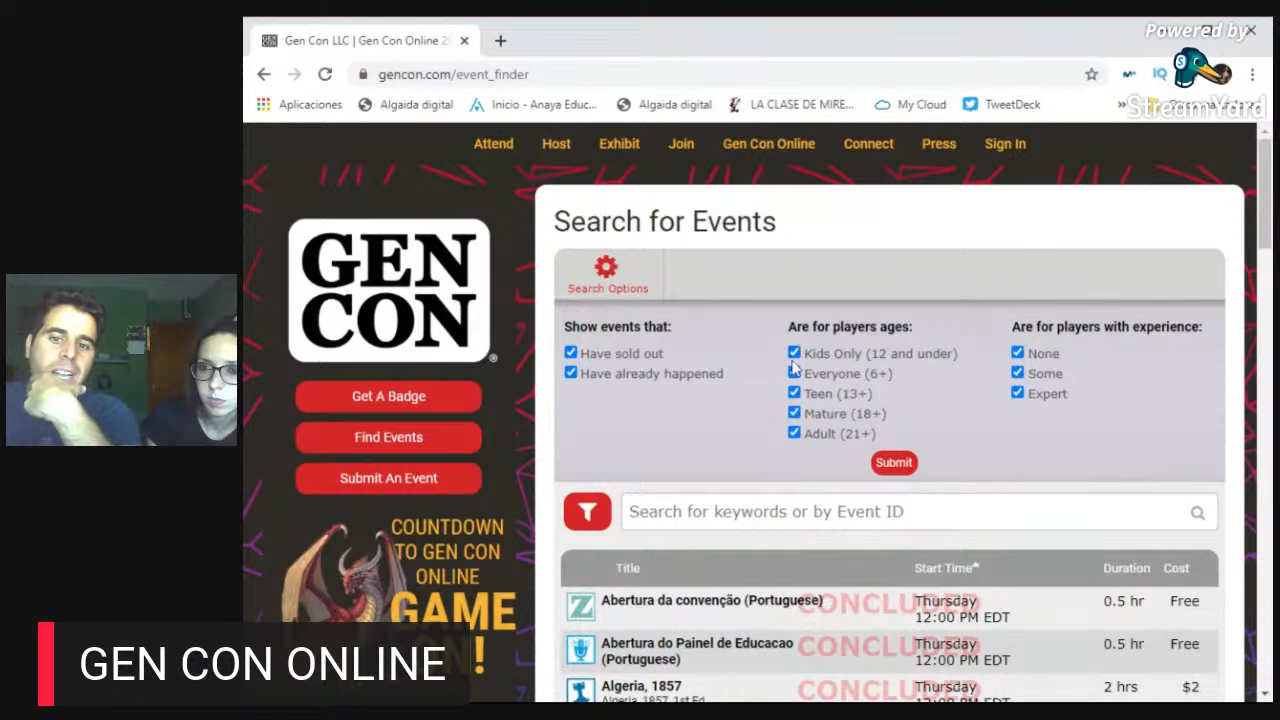 Powered by
StreamYard
Gen Con LLC | Gen Con Online 2
gencon.com/event_finder
IQ
Aplicaciones
Algaida digital
Inicio - Anaya Educ...
Algaida digital
LA CLASE DE MIRE...
My Cloud
TweetDeck
»
Attend
Host
Exhibit
Join
Gen Con Online
Connect
Press
Sign In
GEN
CON
®
Get A Badge
Find Events
Submit An Event
COUNTDOWN
TO GEN CON
ONLINE
GAME
!
Search for Events
Search Options
Show events that:
Have sold out
Have already happened
Are for players ages:
Kids Only (12 and under)
Everyone (6+)
Teen (13+)
Mature (18+)
Adult (21+)
Are for players with experience:
None
Some
Expert
Submit
Search for keywords or by Event ID
Title Start Time Duration Cost
Abertura da convenção (Portuguese) CONCLUDED Thursday 12:00 PM EDT 0.5 hr Free
Abertura do Painel de Educacao (Portuguese) CONCLUDED Thursday 12:00 PM EDT 0.5 hr Free
Algeria, 1857 CONCLUDED Thursday 2 hrs $2
Algeria, 1857, 1st Ed
GEN CON ONLINE